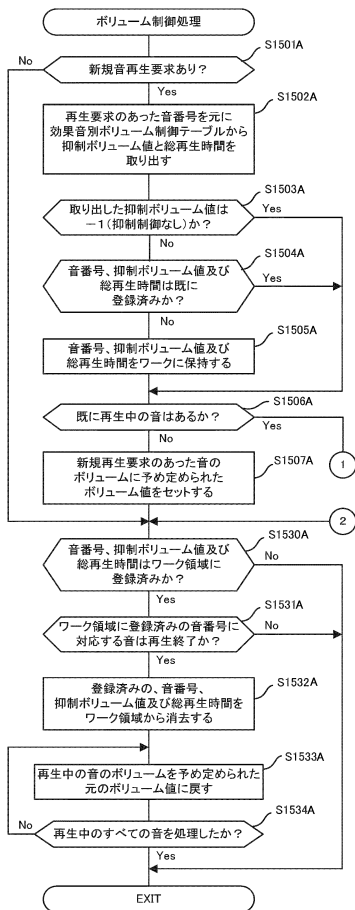 ボリューム制御処理
S1501A
No
新規音再生要求あり？
Yes
S1502A
再生要求のあった音番号を元に
効果音別ボリューム制御テーブルから
抑制ボリューム値と総再生時間を
取り出す
S1503A
取り出した抑制ボリューム値は
－1（抑制制御なし）か？
Yes
No
S1504A
音番号、抑制ボリューム値及び
総再生時間は既に
登録済みか？
Yes
No
S1505A
音番号、抑制ボリューム値及び
総再生時間をワークに保持する
S1506A
既に再生中の音はあるか？
Yes
No
S1507A
1
新規再生要求のあった音の
ボリュームに予め定められた
ボリューム値をセットする
2
S1530A
音番号、抑制ボリューム値及び
総再生時間はワーク領域に
登録済みか？
No
Yes
S1531A
ワーク領域に登録済みの音番号に
対応する音は再生終了か？
No
Yes
S1532A
登録済みの、音番号、
抑制ボリューム値及び総再生時間を
ワーク領域から消去する
S1533A
再生中の音のボリュームを予め定められた
元のボリューム値に戻す
S1534A
No
再生中のすべての音を処理したか？
Yes
EXIT